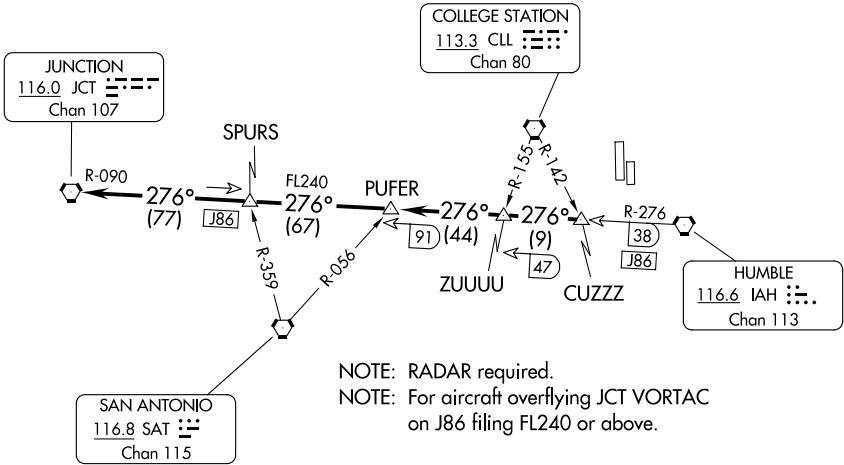 COLLEGE STATION
113.3 CLL
Chan 80
JUNCTION
116.0 JCT
Chan 107
SPURS
R-090
276°
(77)
J86
FL240
276°
(67)
PUFER
276°
(44)
276°
(9)
R-155
R-142
R-276
38
J86
91
47
ZUUUU
CUZZZ
R-359
R-056
HUMBLE
116.6 IAH
Chan 113
SAN ANTONIO
116.8 SAT
Chan 115
NOTE: RADAR required.
NOTE: For aircraft overflying JCT VORTAC
on J86 filing FL240 or above.